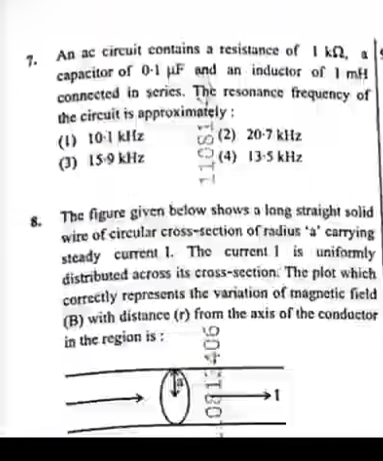 7. An ac circuit contains a resistance of 1 kΩ, a
capacitor of 0·1 μF and an inductor of 1 mH
connected in series. The resonance frequency of
the circuit is approximately :
(1) 10·1 kHz (2) 20·7 kHz
(3) 15·9 kHz (4) 13·5 kHz
11081
8. The figure given below shows a long straight solid
wire of circular cross-section of radius ‘a’ carrying
steady current I. The current I is uniformly
distributed across its cross-section. The plot which
correctly represents the variation of magnetic field
(B) with distance (r) from the axis of the conductor
in the region is :
a
I